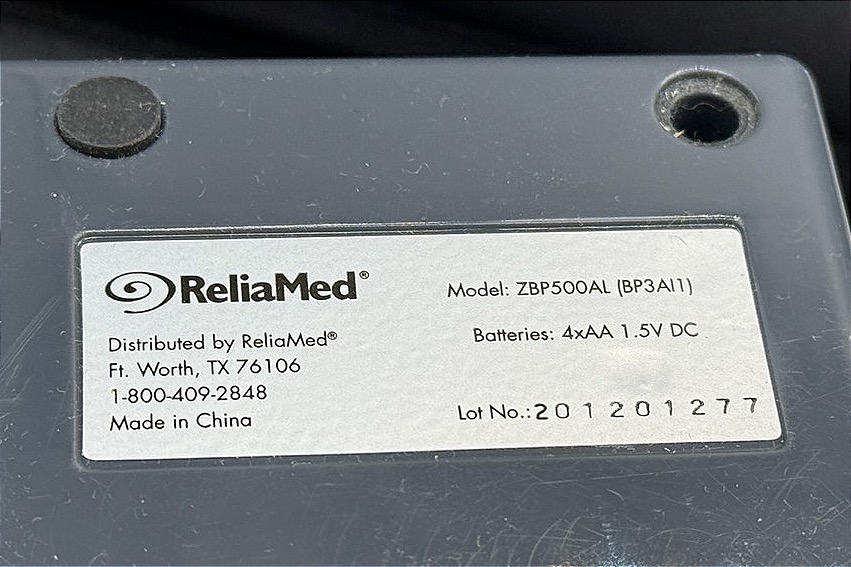 ReliaMed®
Distributed by ReliaMed®
Ft. Worth, TX 76106
1-800-409-2848
Made in China
Model: ZBP500AL (BP3AI1)
Batteries: 4xAA 1.5V DC
Lot No.: 201201277